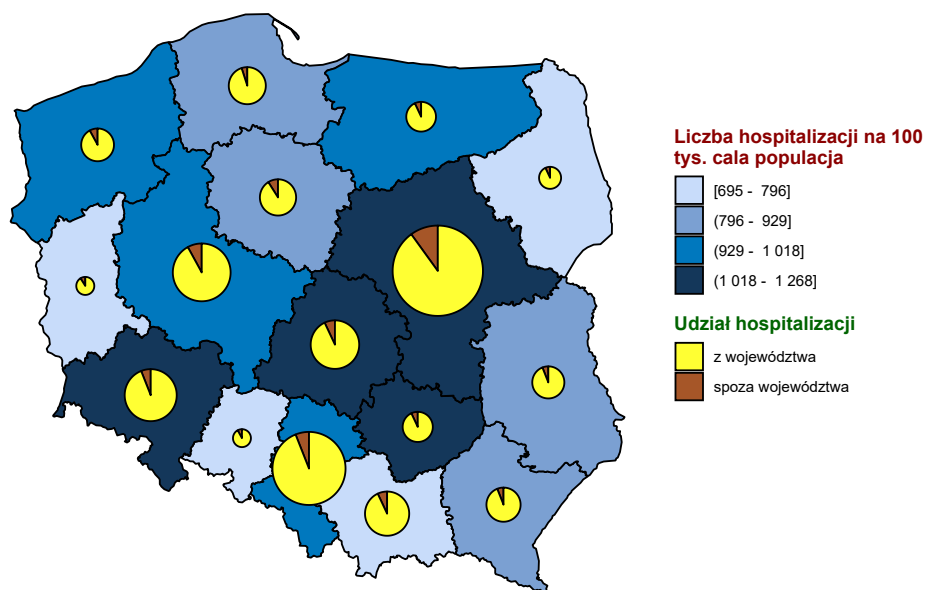 Liczba hospitalizacji na 100
tys. cala populacja
[695 - 796]
(796 - 929]
(929 - 1 018]
(1 018 - 1 268]
Udział hospitalizacji
z województwa
spoza województwa